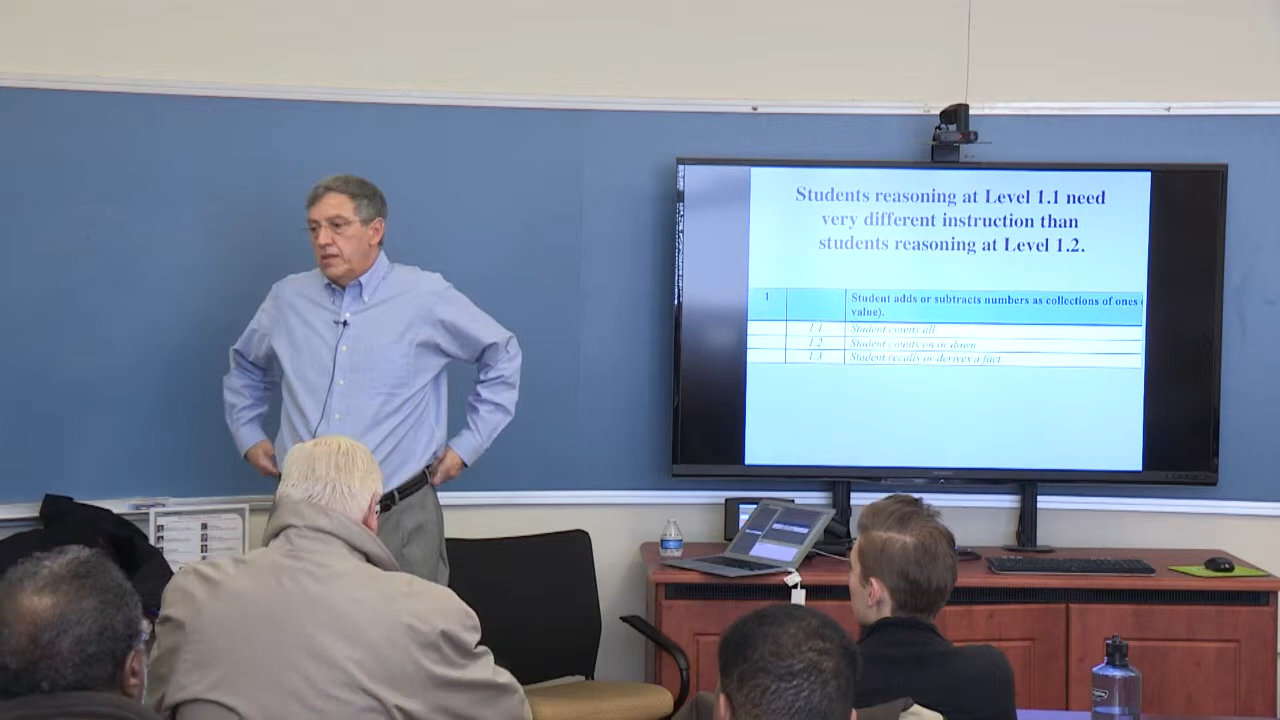 Students reasoning at Level 1.1 need
very different instruction than
students reasoning at Level 1.2.
1 Student adds or subtracts numbers as collections of ones (
value).
1.1 Student counts all
1.2 Student counts on or down
1.3 Student recalls or derives a fact